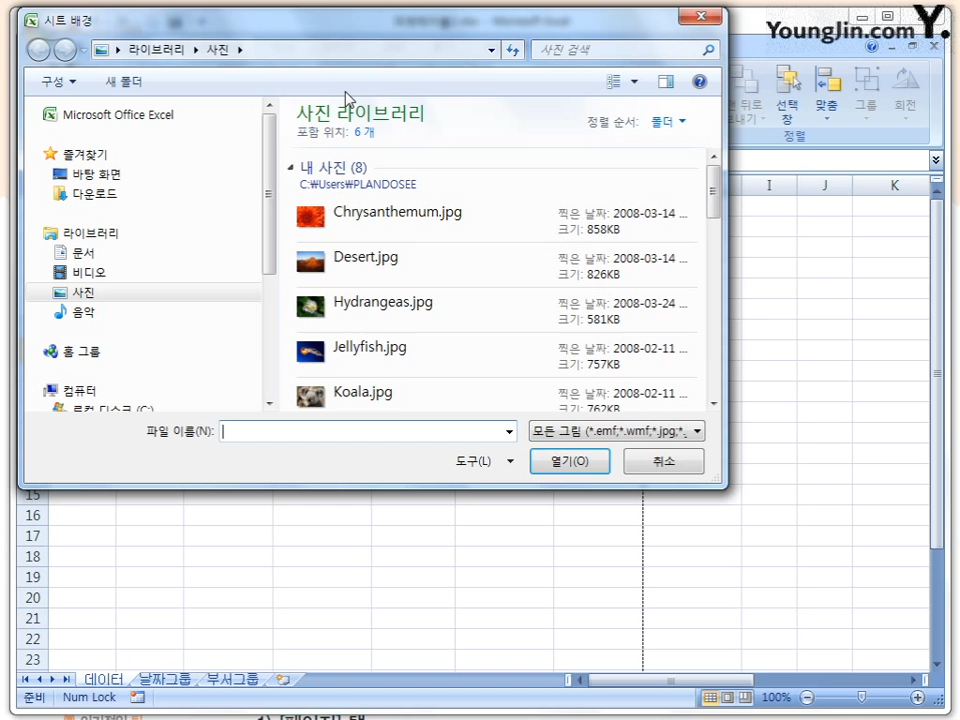 시트 배경
YoungJin.com Y.
라이브러리 사진
사진 검색
구성 새 폴더
Microsoft Office Excel
즐겨찾기
바탕 화면
다운로드
라이브러리
문서
비디오
사진
음악
홈 그룹
컴퓨터
로컬 디스크 (C:)
사진 라이브러리
포함 위치: 6 개
정렬 순서: 폴더
내 사진 (8)
C:\Users\PLANDOSEE
Chrysanthemum.jpg
찍은 날짜: 2008-03-14 ...
크기: 858KB
Desert.jpg
찍은 날짜: 2008-03-14 ...
크기: 826KB
Hydrangeas.jpg
찍은 날짜: 2008-03-24 ...
크기: 581KB
Jellyfish.jpg
찍은 날짜: 2008-02-11 ...
크기: 757KB
Koala.jpg
찍은 날짜: 2008-02-11 ...
크기: 762KB
파일 이름(N):
모든 그림 (*.emf;*.wmf;*.jpg;*.
도구(L) 열기(O) 취소
뒤로
선택
창
맞춤
그룹
회전
정렬
I J K
15
16
17
18
19
20
21
22
23
데이터 날짜그룹 부서그룹
준비 Num Lock
100%